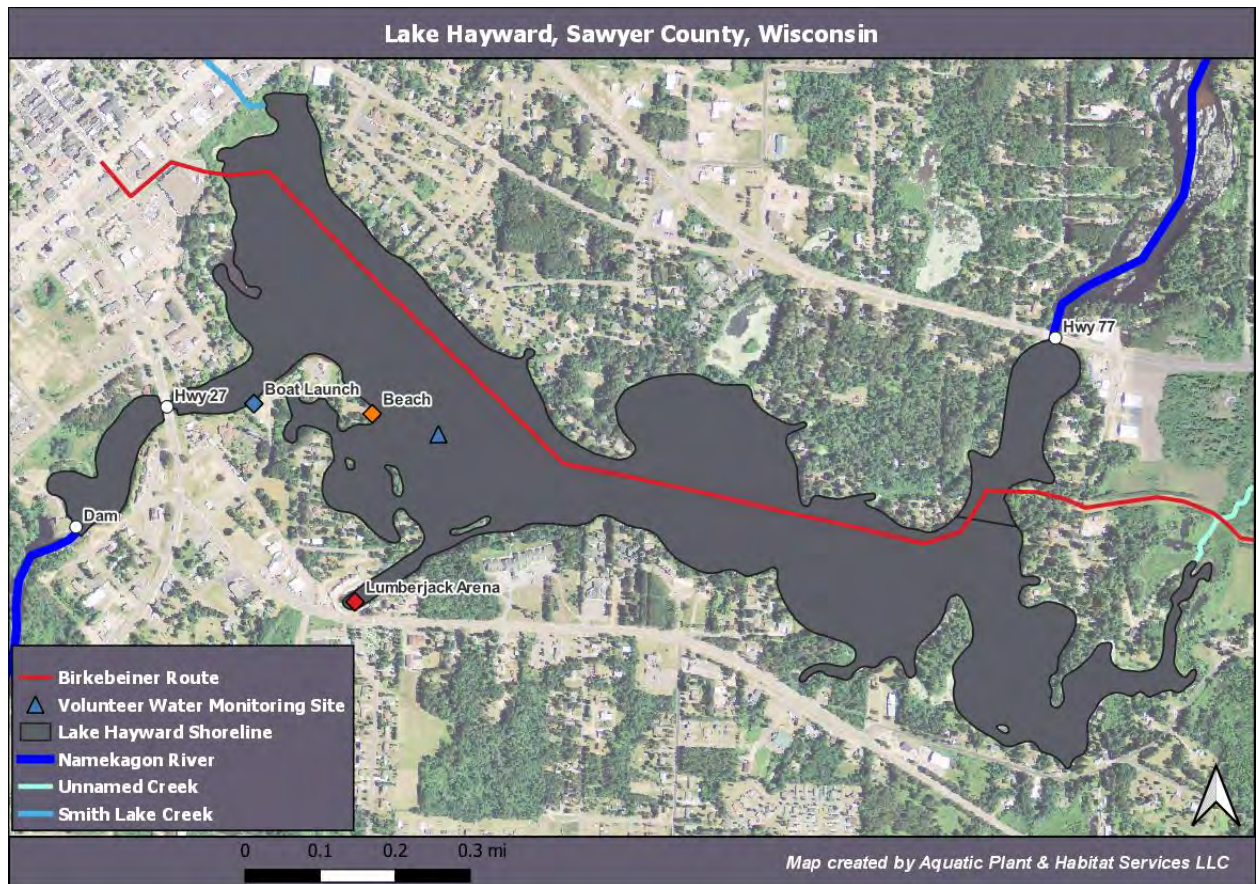 Lake Hayward, Sawyer County, Wisconsin
Hwy 77
Hwy 27
Boat Launch
Beach
Dam
Lumberjack Arena
Birkebeiner Route
Volunteer Water Monitoring Site
Lake Hayward Shoreline
Namekagon River
Unnamed Creek
Smith Lake Creek
0 0.1 0.2 0.3 mi
Map created by Aquatic Plant & Habitat Services LLC